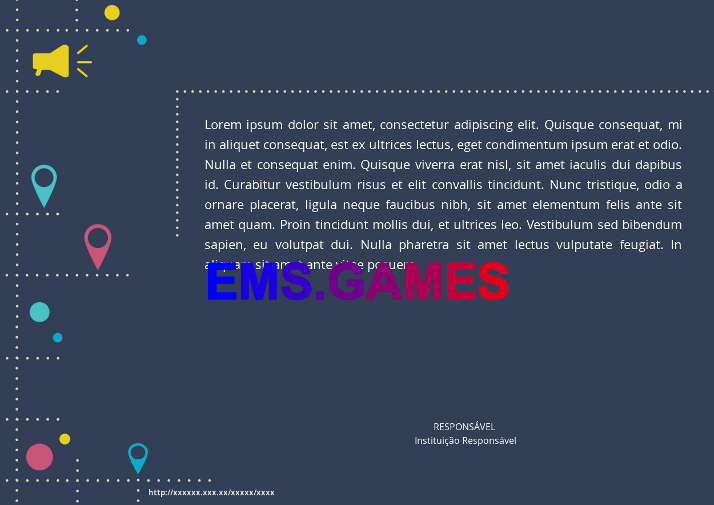 Lorem ipsum dolor sit amet, consectetur adipiscing elit. Quisque consequat, mi
in aliquet consequat, est ex ultrices lectus, eget condimentum ipsum erat et odio.
Nulla et consequat enim. Quisque viverra erat nisl, sit amet iaculis dui dapibus
id. Curabitur vestibulum risus et elit convallis tincidunt. Nunc tristique, odio a
ornare placerat, ligula neque faucibus nibh, sit amet elementum felis ante sit
amet quam. Proin tincidunt mollis dui, et ultrices leo. Vestibulum sed bibendum
sapien, eu volutpat dui. Nulla pharetra sit amet lectus vulputate feugiat. In
aliquam sit amet ante vitae posuere.
EMS.GAMES
RESPONSÁVEL
Instituição Responsável
http://xxxxxx.xxx.xx/xxxxx/xxxx